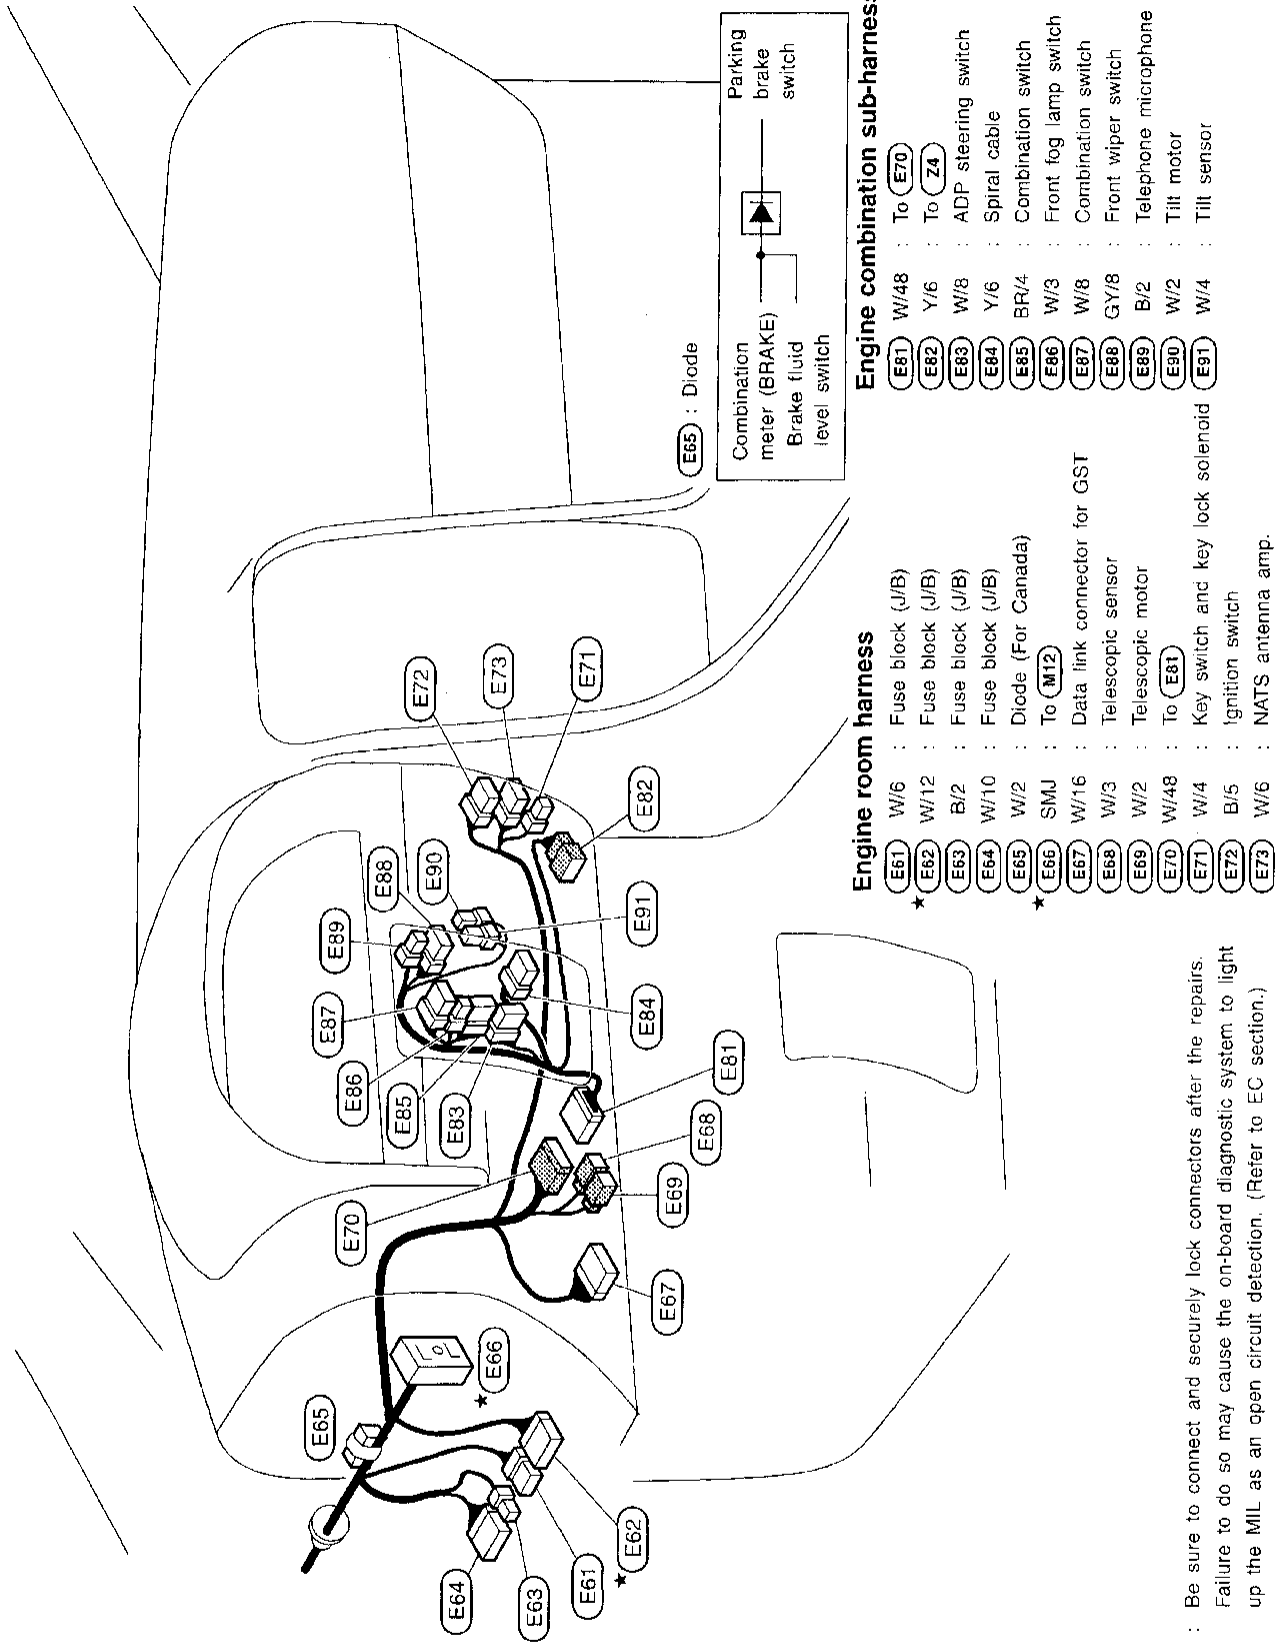 E72
E73
E71
E82
E88
E90
E89
E91
E87
E84
E86
E85
E83
E81
E68
E69
E70
E67
E66
★
E65
E64
E63
E61
E62
★
E65 : Diode
Combination
meter (BRAKE)
Brake fluid
level switch
Parking
brake
switch
Engine room harness
E61 W/6 : Fuse block (J/B)
★ E62 W/12 : Fuse block (J/B)
E63 B/2 : Fuse block (J/B)
E64 W/10 : Fuse block (J/B)
E65 W/2 : Diode (For Canada)
★ E66 SMJ : To M12
E67 W/16 : Data link connector for GST
E68 W/3 : Telescopic sensor
E69 W/2 : Telescopic motor
E70 W/48 : To E81
E71 W/4 : Key switch and key lock solenoid
E72 B/5 : Ignition switch
E73 W/6 : NATS antenna amp.
Engine combination sub-harness
E81 W/48 : To E70
E82 Y/6 : To Z4
E83 W/8 : ADP steering switch
E84 Y/6 : Spiral cable
E85 BR/4 : Combination switch
E86 W/3 : Front fog lamp switch
E87 W/8 : Combination switch
E88 GY/8 : Front wiper switch
E89 B/2 : Telephone microphone
E90 W/2 : Tilt motor
E91 W/4 : Tilt sensor
: Be sure to connect and securely lock connectors after the repairs.
Failure to do so may cause the on-board diagnostic system to light
up the MIL as an open circuit detection. (Refer to EC section.)